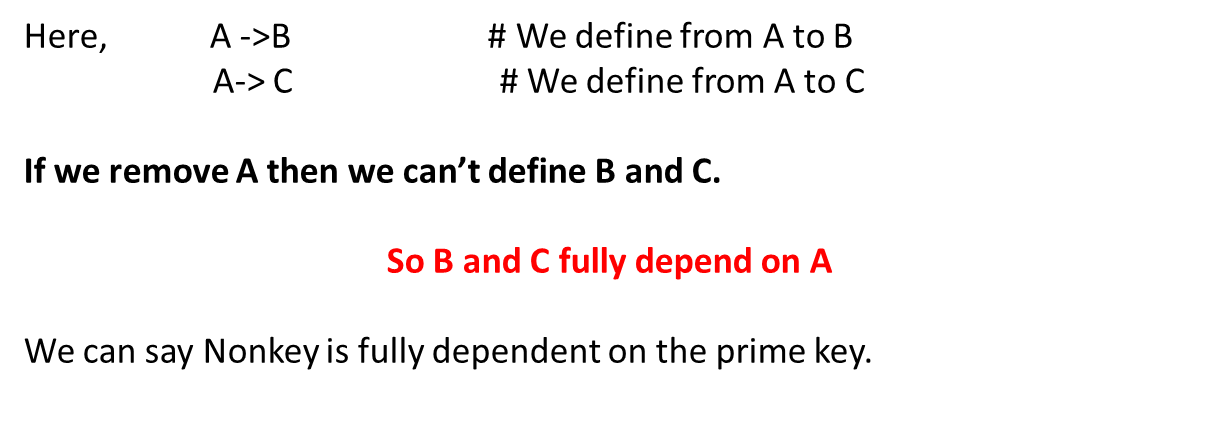 Here, A ->B # We define from A to B
A-> C # We define from A to C
If we remove A then we can’t define B and C.
So B and C fully depend on A
We can say Nonkey is fully dependent on the prime key.